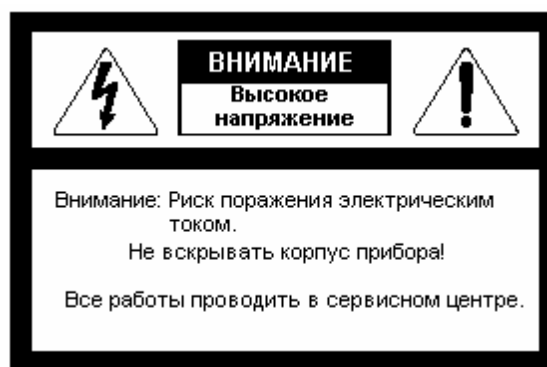 ВНИМАНИЕ
Высокое
напряжение
Внимание: Риск поражения электрическим
током.
Не вскрывать корпус прибора!
Все работы проводить в сервисном центре.